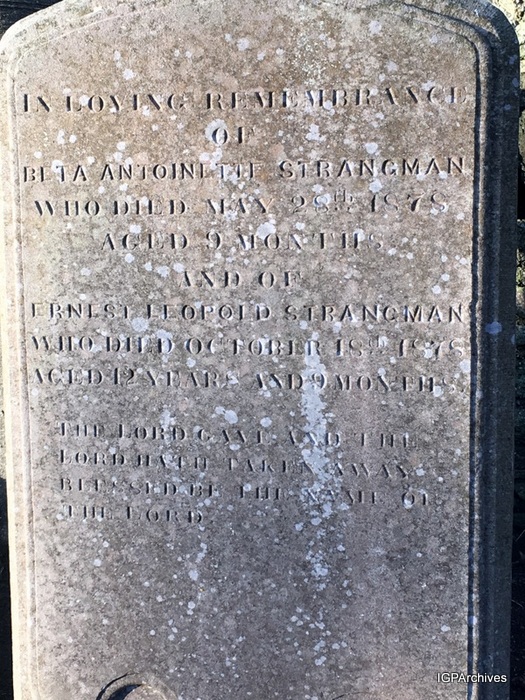 IN LOVING REMEMBRANCE
OF
BETA ANTOINETTE STRANGMAN
WHO DIED MAY 28th 1878
AGED 9 MONTHS
AND OF
ERNEST LEOPOLD STRANGMAN
WHO DIED OCTOBER 18th 1878
AGED 12 YEARS AND 9 MONTHS
THE LORD GAVE AND THE
LORD HATH TAKEN AWAY
BLESSED BE THE NAME OF
THE LORD
IGPArchives